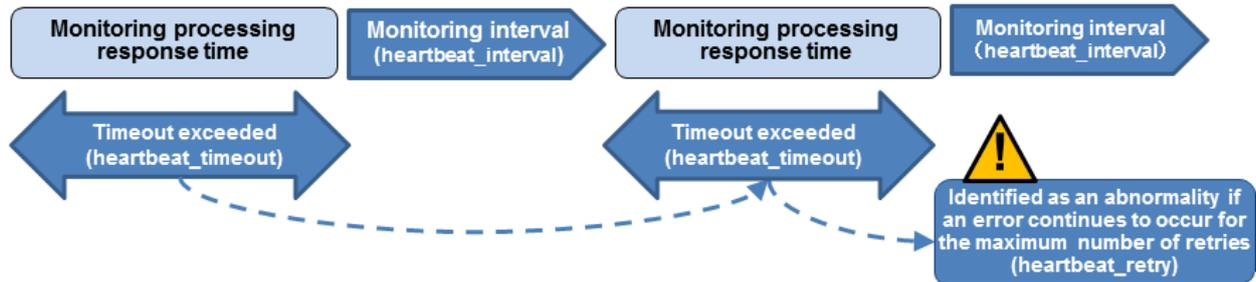 Monitoring processing
response time
Monitoring interval
(heartbeat_interval)
Monitoring processing
response time
Monitoring interval
(heartbeat_interval)
Timeout exceeded
(heartbeat_timeout)
Timeout exceeded
(heartbeat_timeout)
!
Identified as an abnormality if
an error continues to occur for
the maximum number of retries
(heartbeat_retry)